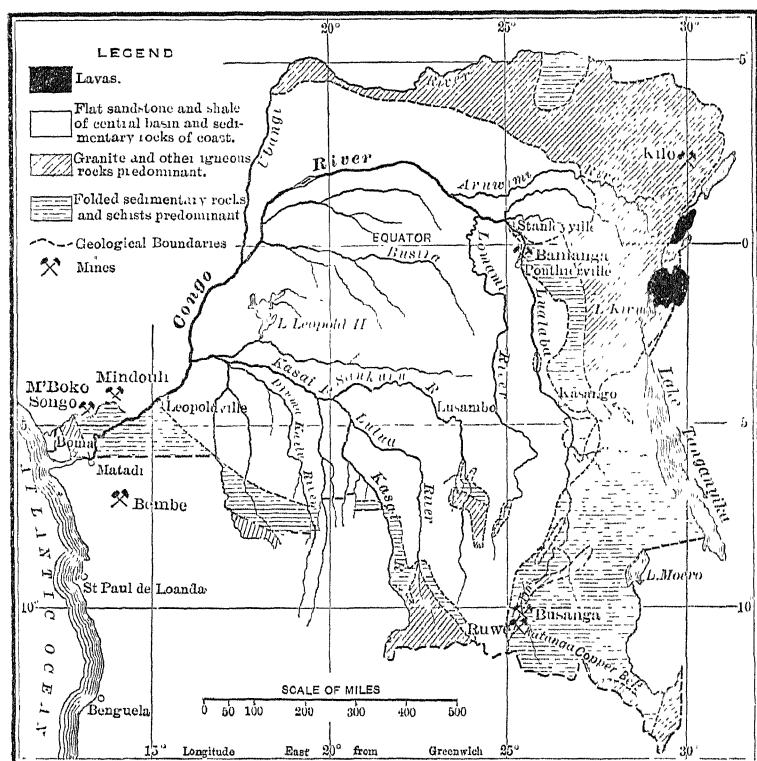 20°
25°
30°
5°
LEGEND
Lavas.
Flat sandstone and shale
of central basin and sedi-
mentary rocks of coast.
Granite and other igneous
rocks predominant.
Folded sedimentary rocks
and schists predominant
Geological Boundaries
Mines
Ubangi
River
Kilo
River
Aruwimi
River
Stanleyville
EQUATOR
0
Busira
Lomami
Bamanga
Ponthierville
Congo
L Leopold II
Lualaba
L Kivu
Kasai R
Sankuru R
River
Kasongo
Lake
Tanganyika
Mindouli
M'Boko
Songo
Leopoldville
Lusambo
5
5
Boma
Lulua
River
Matadi
Kasai
River
Bembe
ATLANTIC OCEAN
St Paul de Loanda
L. Moero
10°
10°
Ruwe
Busanga
Katanga Copper Belt
SCALE OF MILES
0 50 100 200 300 400 500
Benguela
15° Longitude East 20° from Greenwich 25° 30°